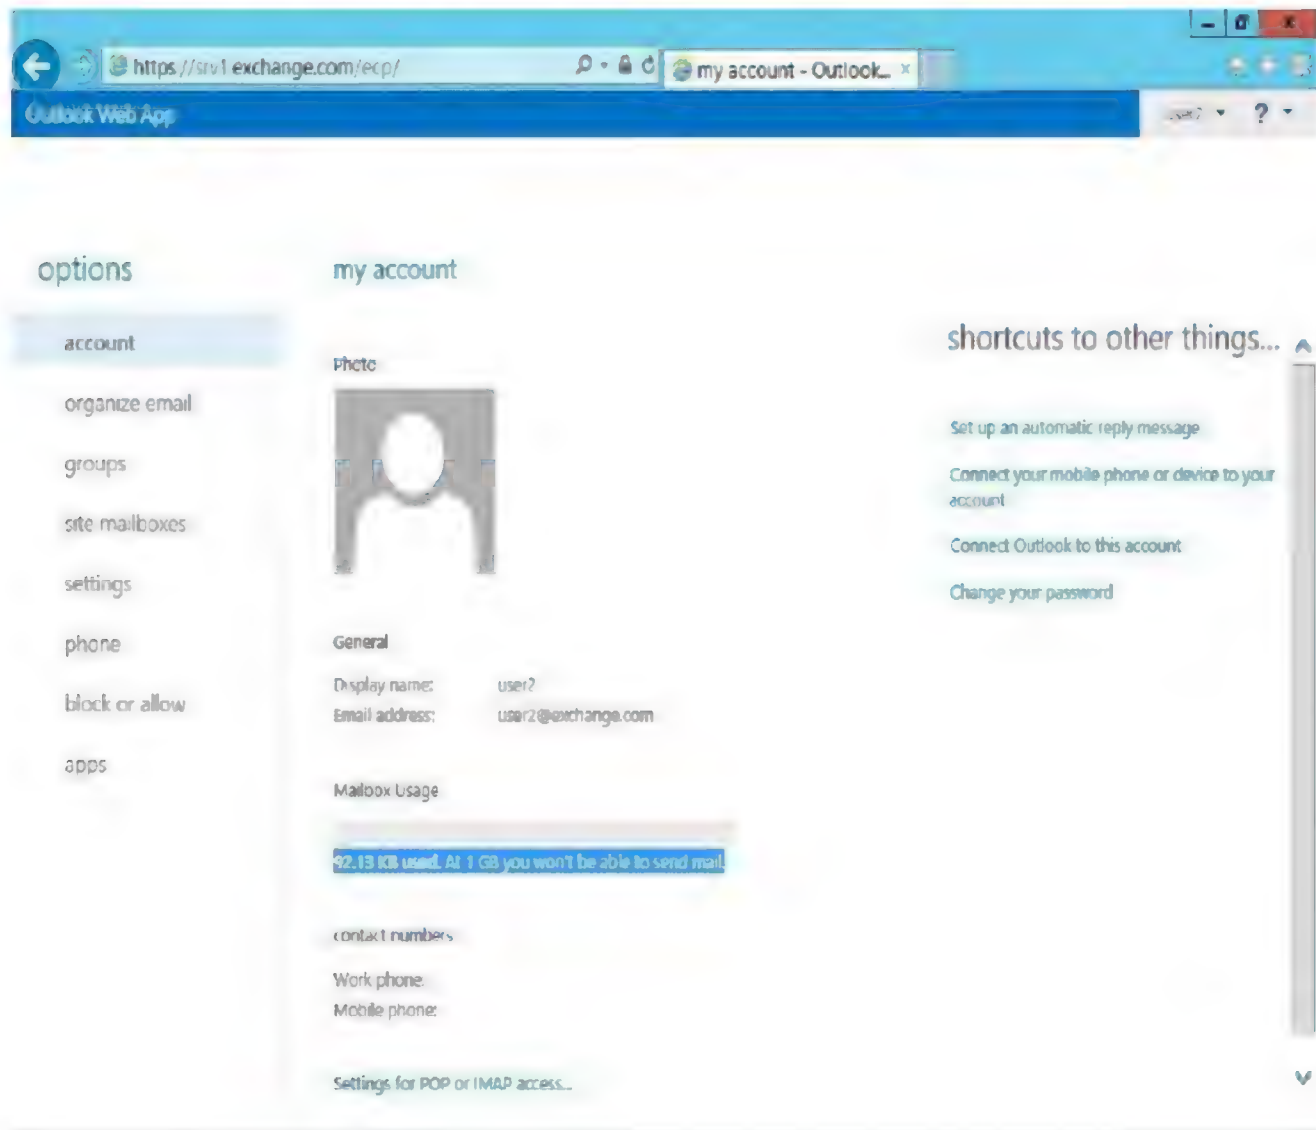 https://srv1.exchange.com/ecp/
my account - Outlook...
Outlook Web App
user2
?
options
account
organize email
groups
site mailboxes
settings
phone
block or allow
apps
my account
Photo
General
Display name: user2
Email address: user2@exchange.com
Mailbox Usage
92.13 KB used. At 1 GB you won't be able to send mail.
contact numbers
Work phone:
Mobile phone:
Settings for POP or IMAP access...
shortcuts to other things...
Set up an automatic reply message
Connect your mobile phone or device to your
account
Connect Outlook to this account
Change your password